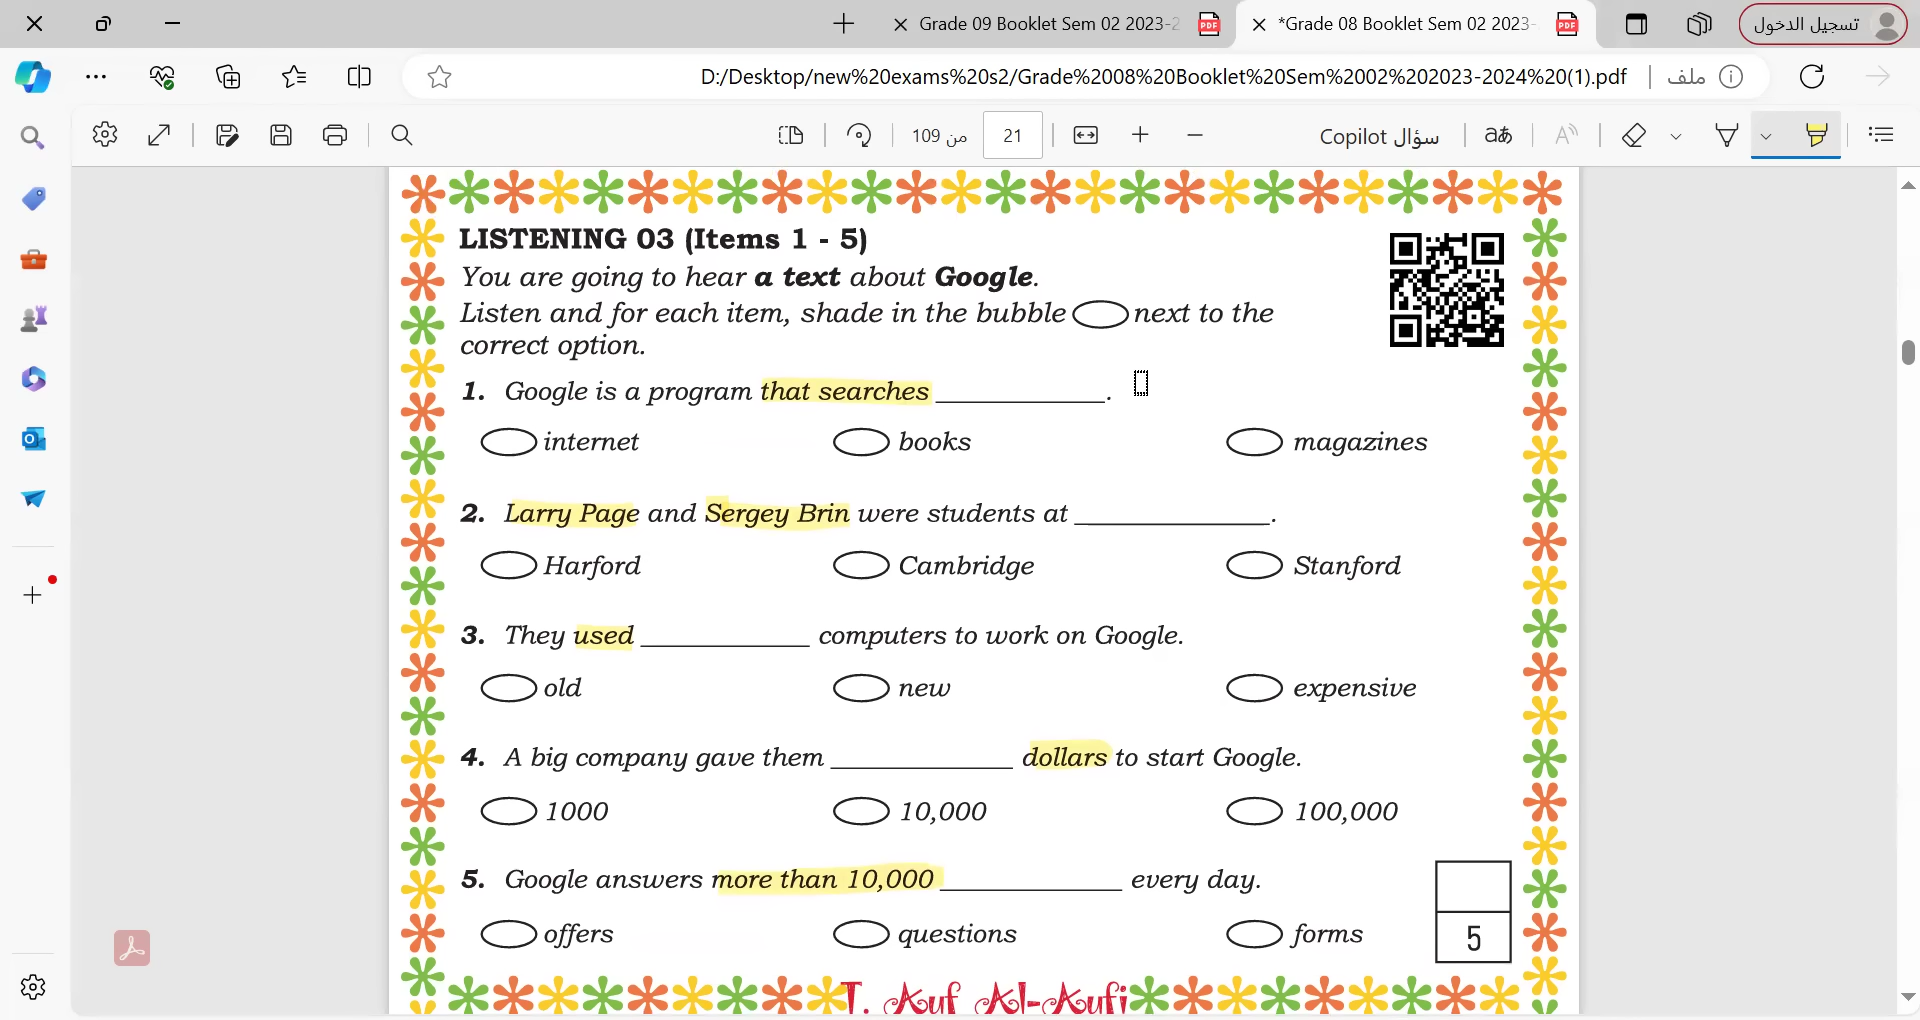 Grade 09 Booklet Sem 02 2023-2
*Grade 08 Booklet Sem 02 2023-
تسجيل الدخول
D:/Desktop/new%20exams%20s2/Grade%2008%20Booklet%20Sem%2002%202023-2024%20(1).pdf
ملف
21
من 109
سؤال Copilot
LISTENING 03 (Items 1 - 5)
You are going to hear a text about Google.
Listen and for each item, shade in the bubble next to the
correct option.
1. Google is a program that searches ____________.
internet books magazines
2. Larry Page and Sergey Brin were students at ______________.
Harford Cambridge Stanford
3. They used ____________ computers to work on Google.
old new expensive
4. A big company gave them _____________ dollars to start Google.
1000 10,000 100,000
5. Google answers more than 10,000 _____________ every day.
offers questions forms
5
T. Auf Al-Aufi